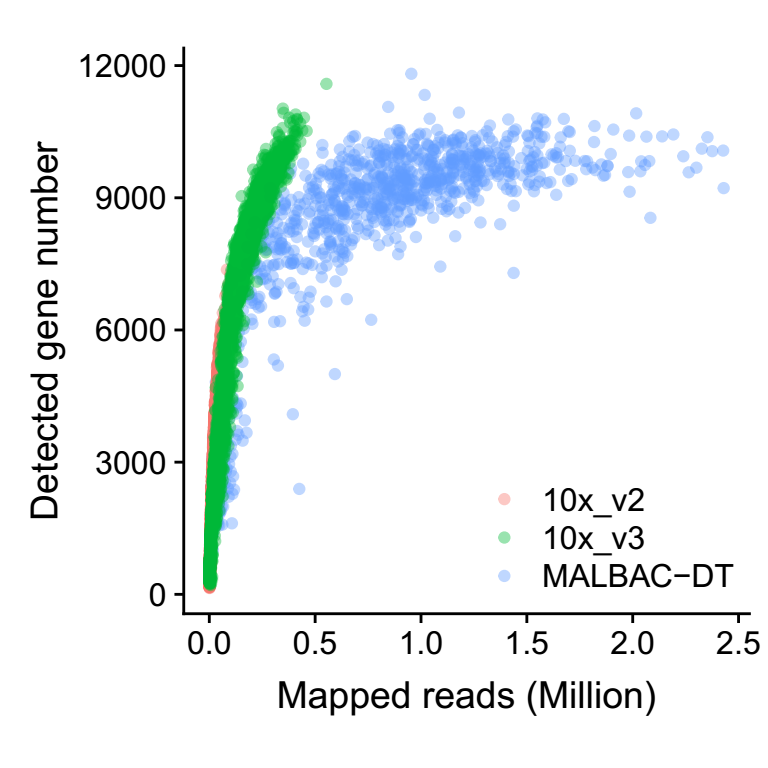 12000
9000
6000
3000
0
Detected gene number
10x_v2
10x_v3
MALBAC−DT
0.0 0.5 1.0 1.5 2.0 2.5
Mapped reads (Million)